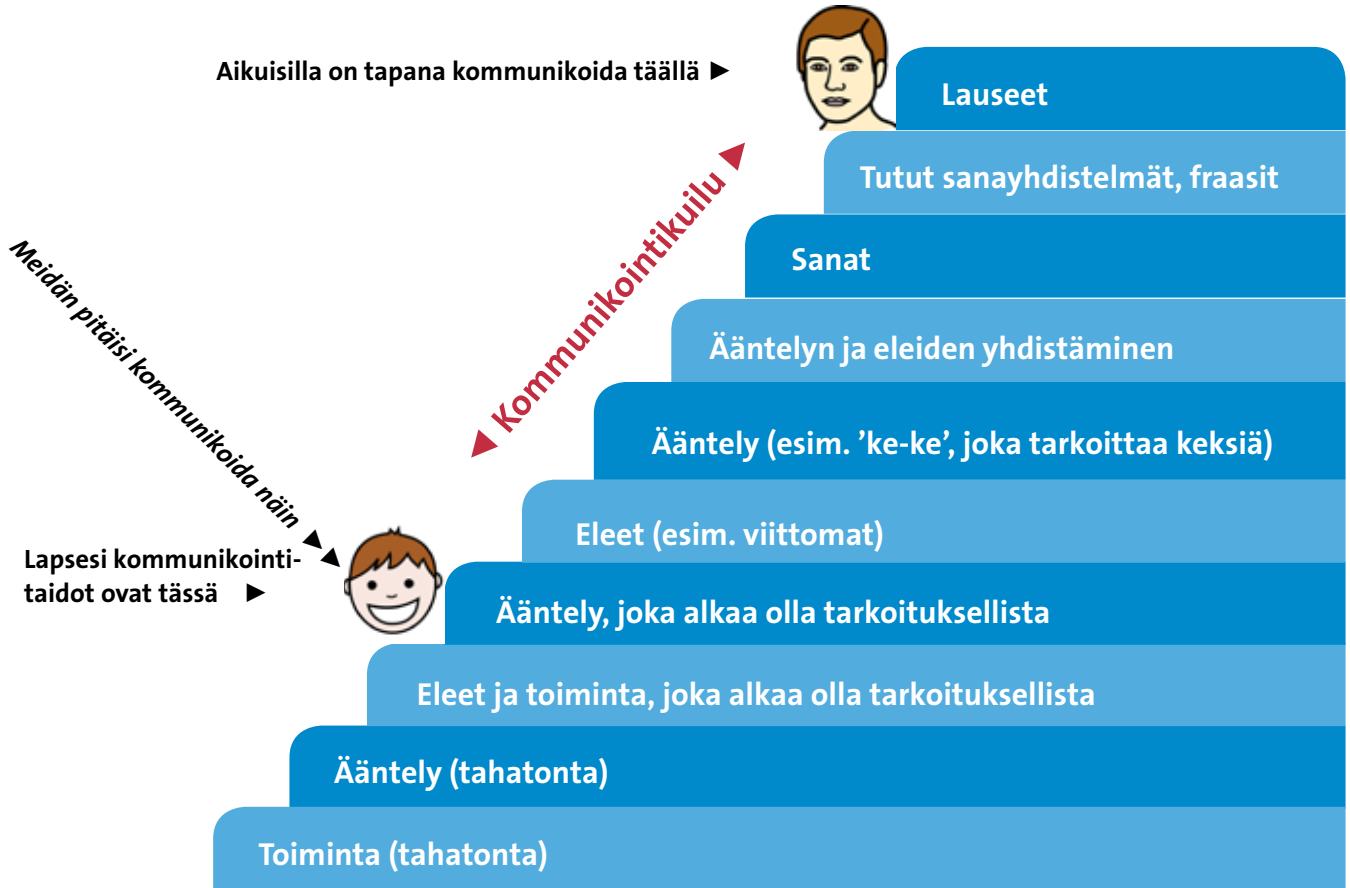 Aikuisilla on tapana kommunikoida täällä ►
Lauseet
Tutut sanayhdistelmät, fraasit
Sanat
Ääntelyn ja eleiden yhdistäminen
Ääntely (esim. ’ke-ke’, joka tarkoittaa keksiä)
Eleet (esim. viittomat)
Ääntely, joka alkaa olla tarkoituksellista
Eleet ja toiminta, joka alkaa olla tarkoituksellista
Ääntely (tahatonta)
Toiminta (tahatonta)
◄ Kommunikointikuilu ►
Meidän pitäisi kommunikoida näin ►
Lapsesi kommunikointi-
taidot ovat tässä ►